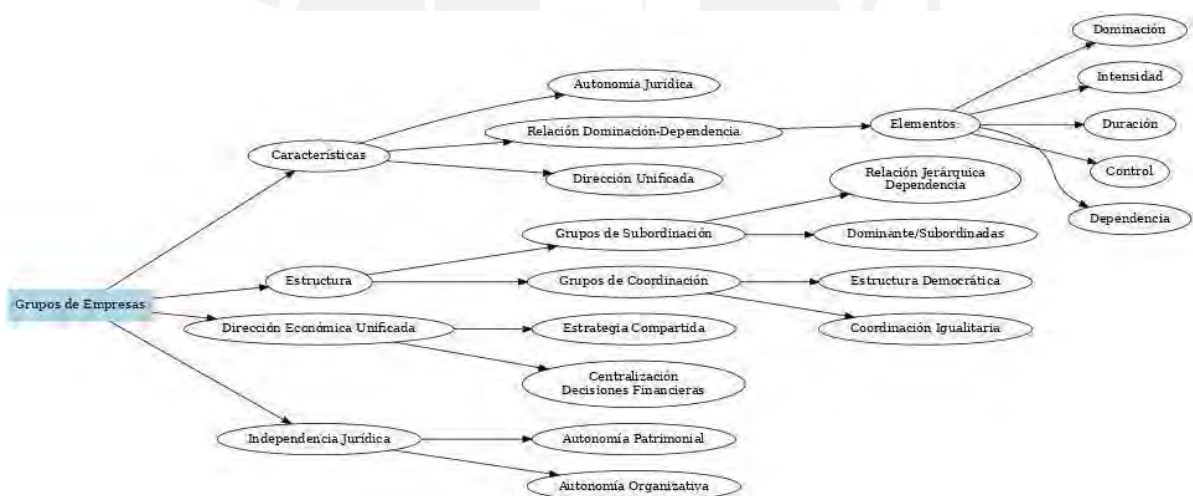 Grupos de Empresas
Características
Autonomía Jurídica
Relación Dominación-Dependencia
Elementos:
Dominación
Intensidad
Duración
Control
Dependencia
Dirección Unificada
Estructura
Grupos de Subordinación
Relación Jerárquica
Dependencia
Dominante/Subordinadas
Grupos de Coordinación
Estructura Democrática
Coordinación Igualitaria
Dirección Económica Unificada
Estrategia Compartida
Centralización
Decisiones Financieras
Independencia Jurídica
Autonomía Patrimonial
Autonomía Organizativa